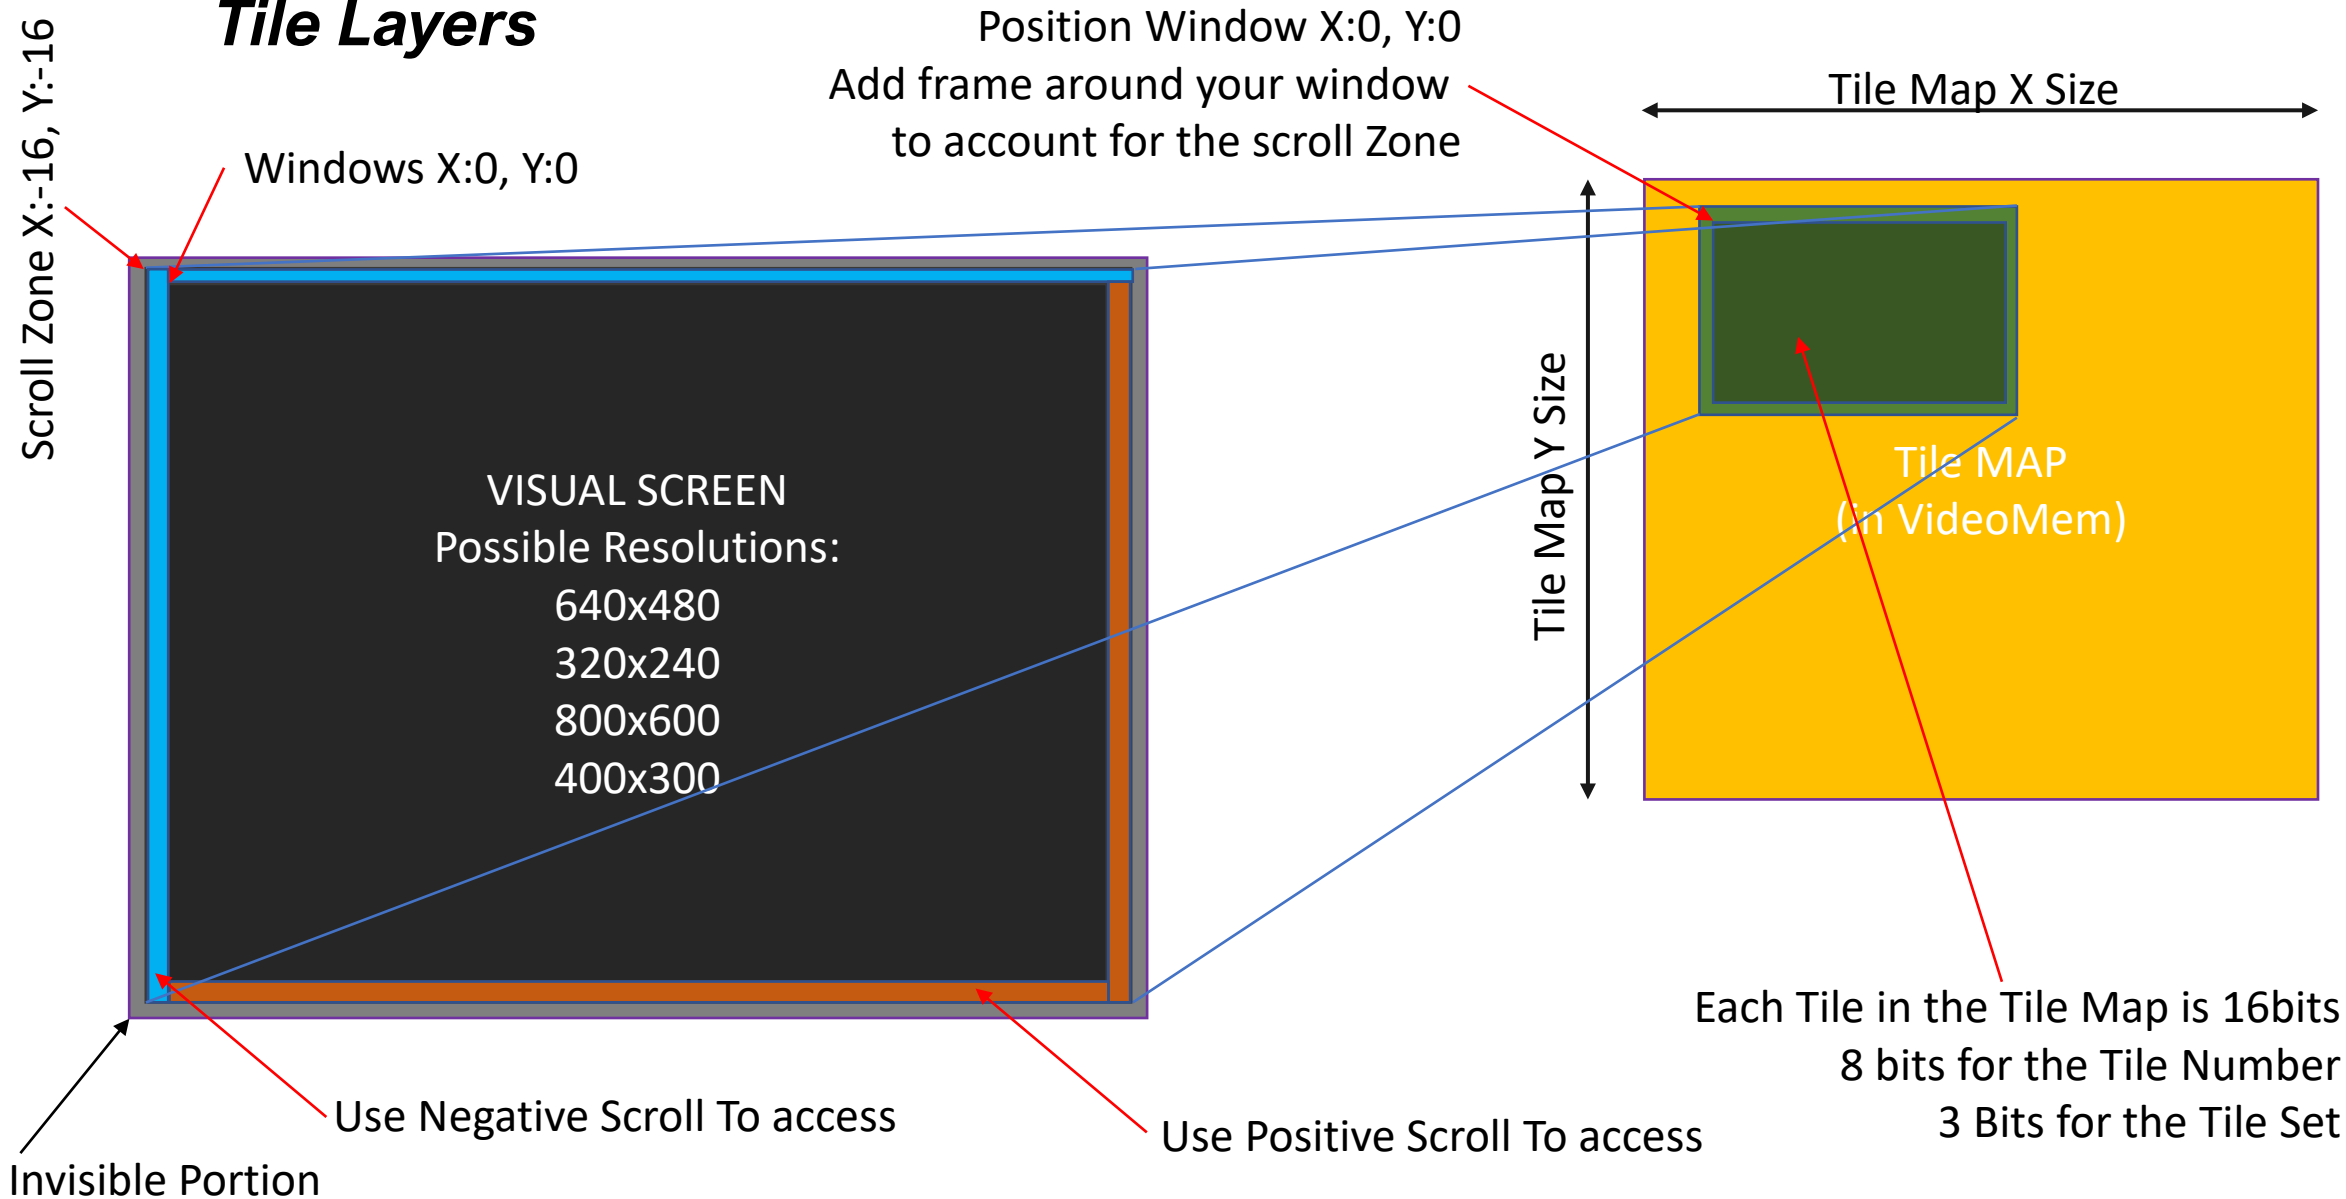 Tile Layers
Scroll Zone X:-16, Y:-16
Windows X:0, Y:0
Position Window X:0, Y:0
Add frame around your window
to account for the scroll Zone
Tile Map X Size
Tile Map Y Size
VISUAL SCREEN
Possible Resolutions:
640x480
320x240
800x600
400x300
Tile MAP
(in VideoMem)
Each Tile in the Tile Map is 16bits
8 bits for the Tile Number
3 Bits for the Tile Set
Use Negative Scroll To access
Use Positive Scroll To access
Invisible Portion